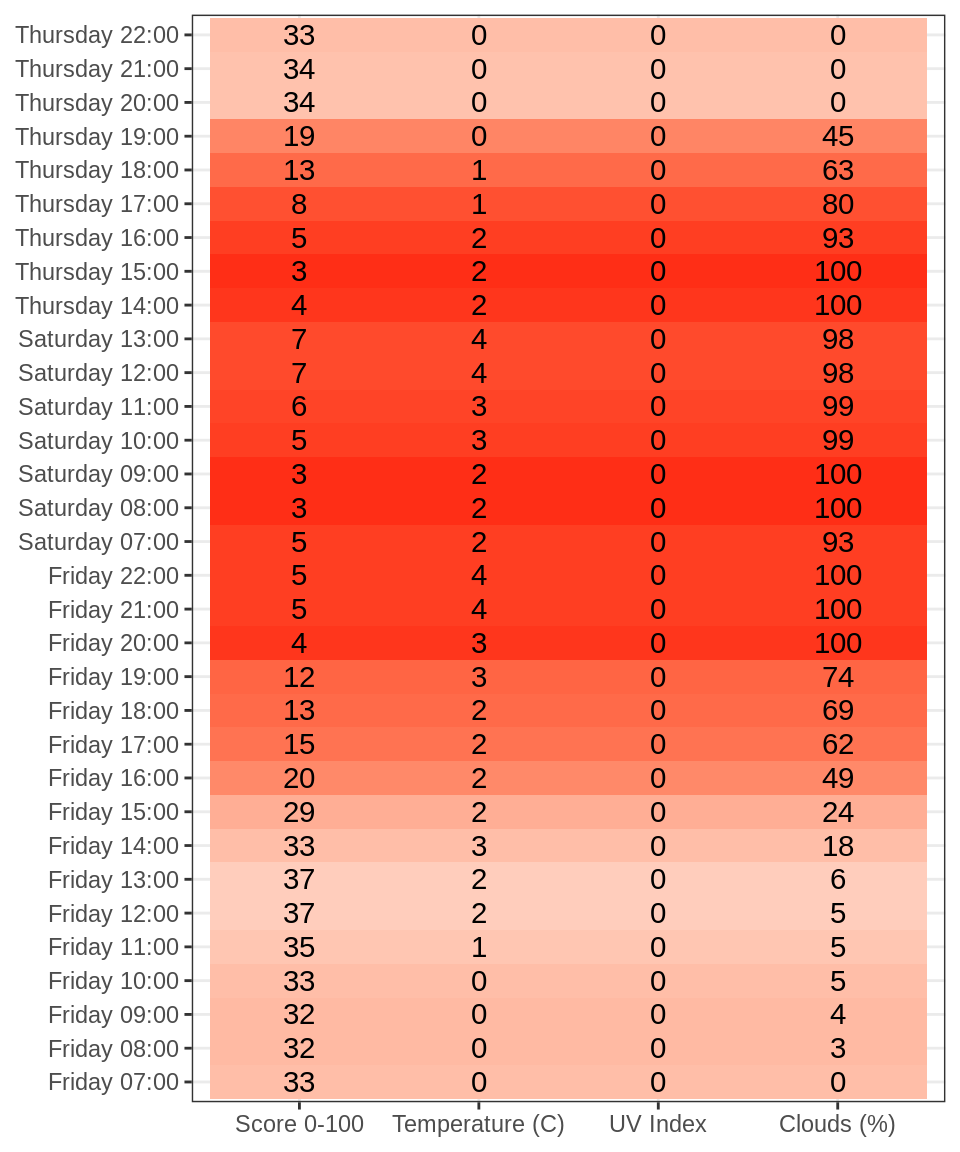 Thursday 22:00 33 0 0 0
Thursday 21:00 34 0 0 0
Thursday 20:00 34 0 0 0
Thursday 19:00 19 0 0 45
Thursday 18:00 13 1 0 63
Thursday 17:00 8 1 0 80
Thursday 16:00 5 2 0 93
Thursday 15:00 3 2 0 100
Thursday 14:00 4 2 0 100
Saturday 13:00 7 4 0 98
Saturday 12:00 7 4 0 98
Saturday 11:00 6 3 0 99
Saturday 10:00 5 3 0 99
Saturday 09:00 3 2 0 100
Saturday 08:00 3 2 0 100
Saturday 07:00 5 2 0 93
Friday 22:00 5 4 0 100
Friday 21:00 5 4 0 100
Friday 20:00 4 3 0 100
Friday 19:00 12 3 0 74
Friday 18:00 13 2 0 69
Friday 17:00 15 2 0 62
Friday 16:00 20 2 0 49
Friday 15:00 29 2 0 24
Friday 14:00 33 3 0 18
Friday 13:00 37 2 0 6
Friday 12:00 37 2 0 5
Friday 11:00 35 1 0 5
Friday 10:00 33 0 0 5
Friday 09:00 32 0 0 4
Friday 08:00 32 0 0 3
Friday 07:00 33 0 0 0
Score 0-100 Temperature (C) UV Index Clouds (%)